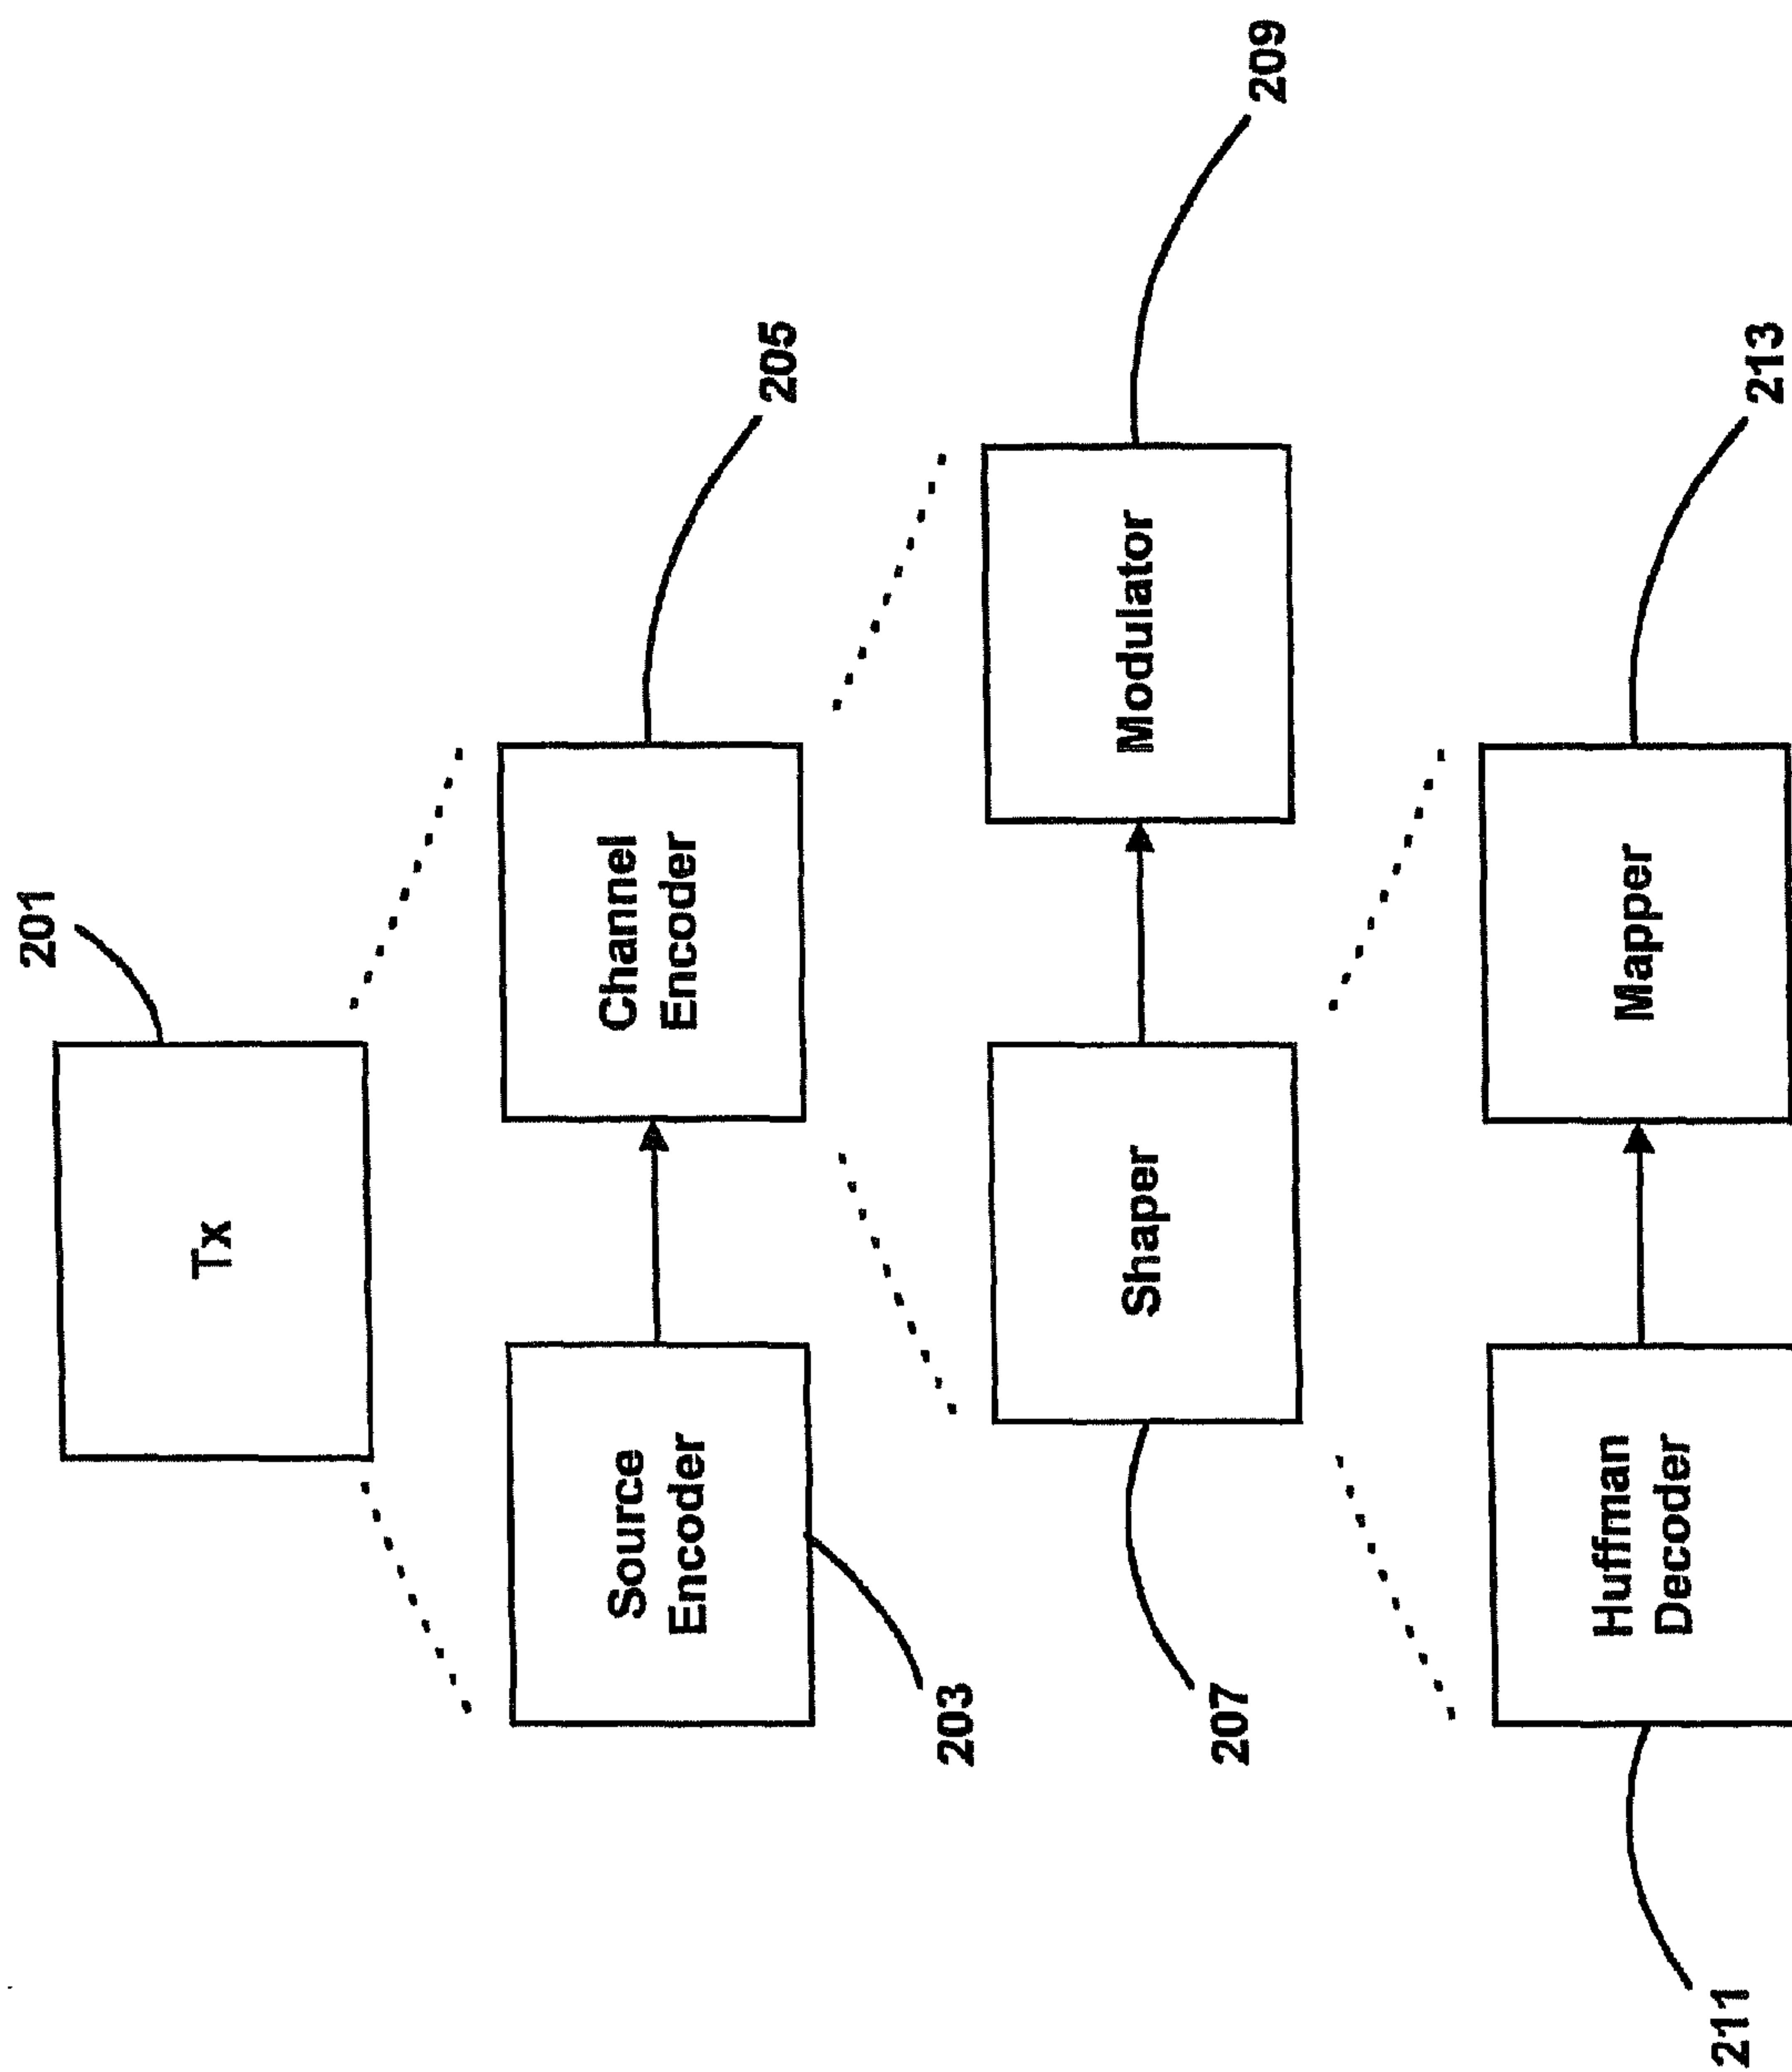 201
Tx
205
Source
Encoder
Channel
Encoder
203
209
Shaper
Modulator
207
213
Huffman
Decoder
Mapper
211